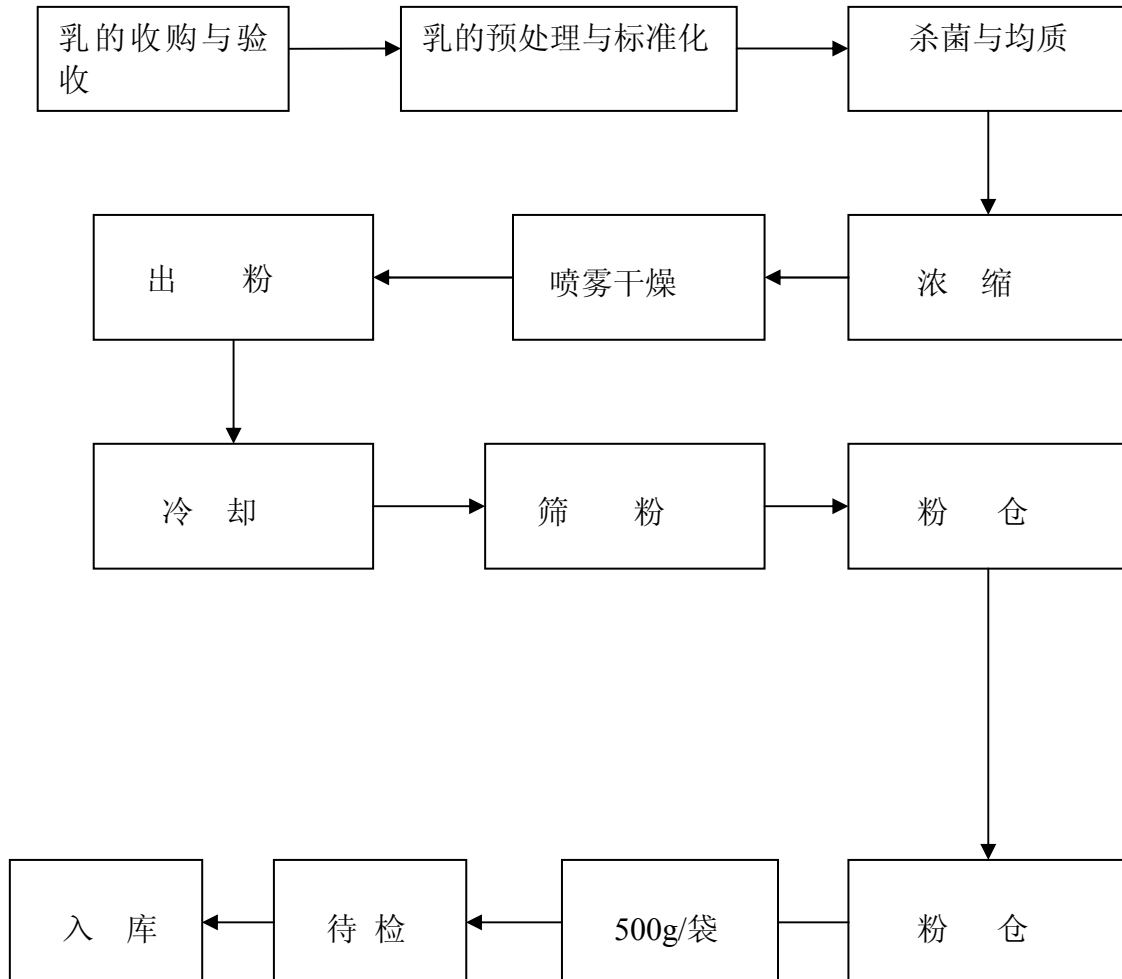 乳的收购与验
收
乳的预处理与标准化
杀菌与均质
浓 缩
喷雾干燥
出 粉
冷 却
筛 粉
粉 仓
粉 仓
500g/袋
待 检
入 库